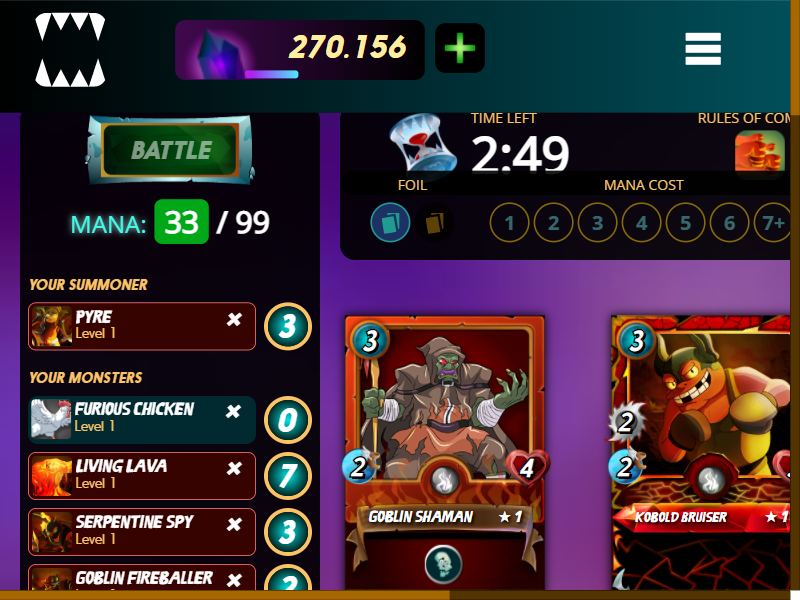 270.156
BATTLE
MANA: 33 / 99
TIME LEFT
2:49
RULES OF COM
FOIL
MANA COST
1 2 3 4 5 6 7+
YOUR SUMMONER
PYRE
Level 1
3
YOUR MONSTERS
FURIOUS CHICKEN
Level 1
0
LIVING LAVA
Level 1
7
SERPENTINE SPY
Level 1
3
GOBLIN FIREBALLER
3
2
4
GOBLIN SHAMAN
★ 1
3
2
2
KOBOLD BRUISER
★ 1